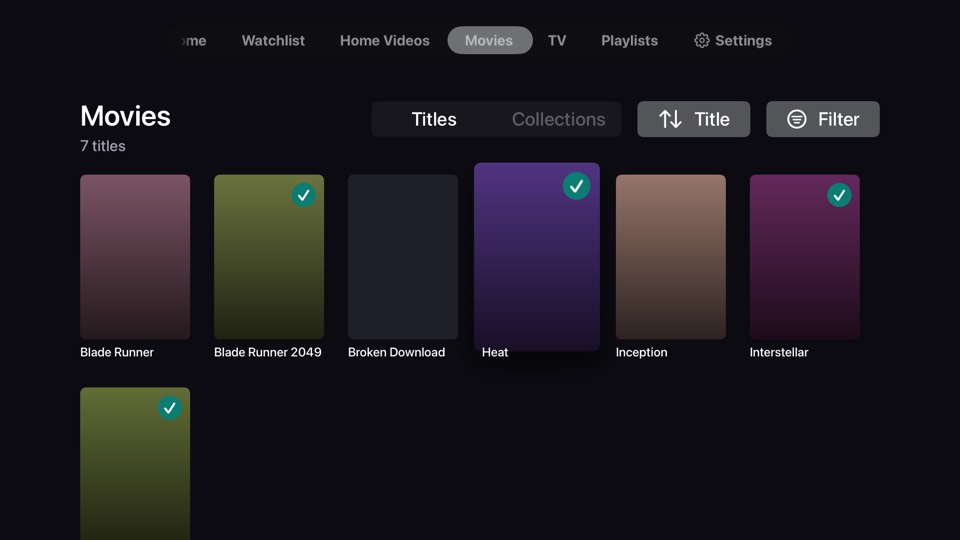 ome Watchlist Home Videos Movies TV Playlists Settings
Movies
Titles Collections Title Filter
7 titles
Blade Runner Blade Runner 2049 Broken Download Heat Inception Interstellar